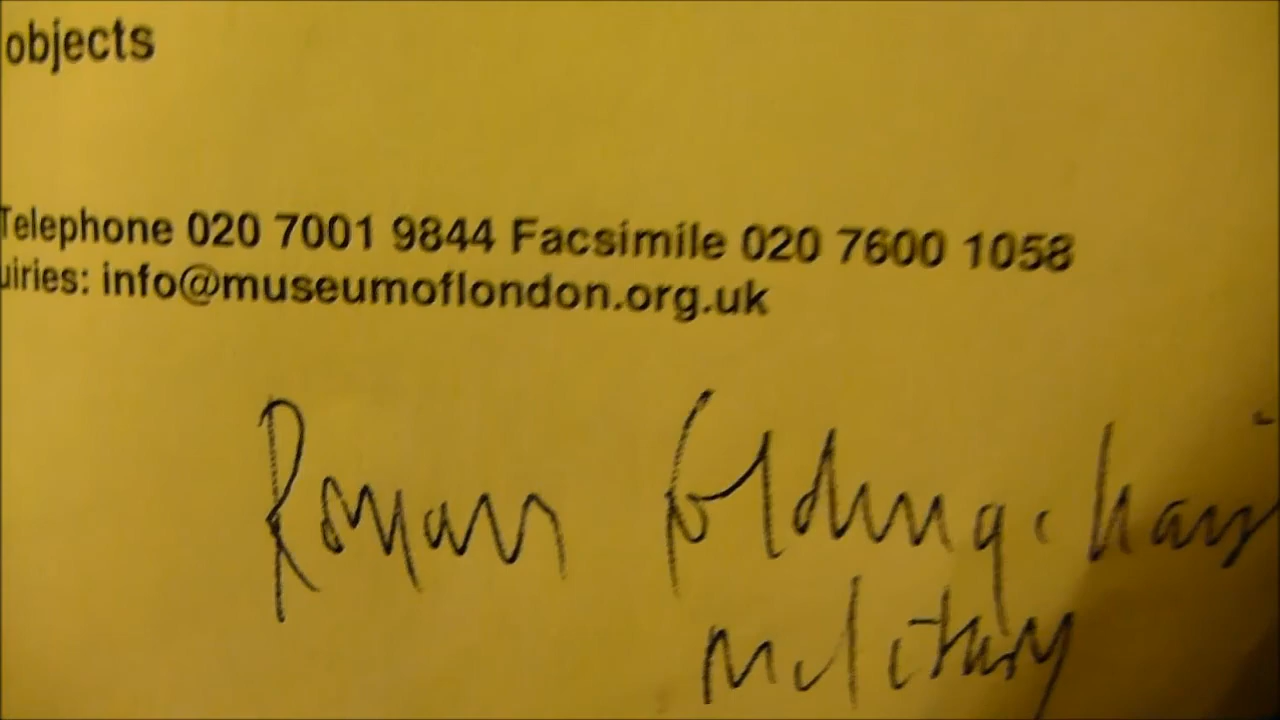 objects
Telephone 020 7001 9844 Facsimile 020 7600 1058
uiries: info@museumoflondon.org.uk
Roman folding chair
military